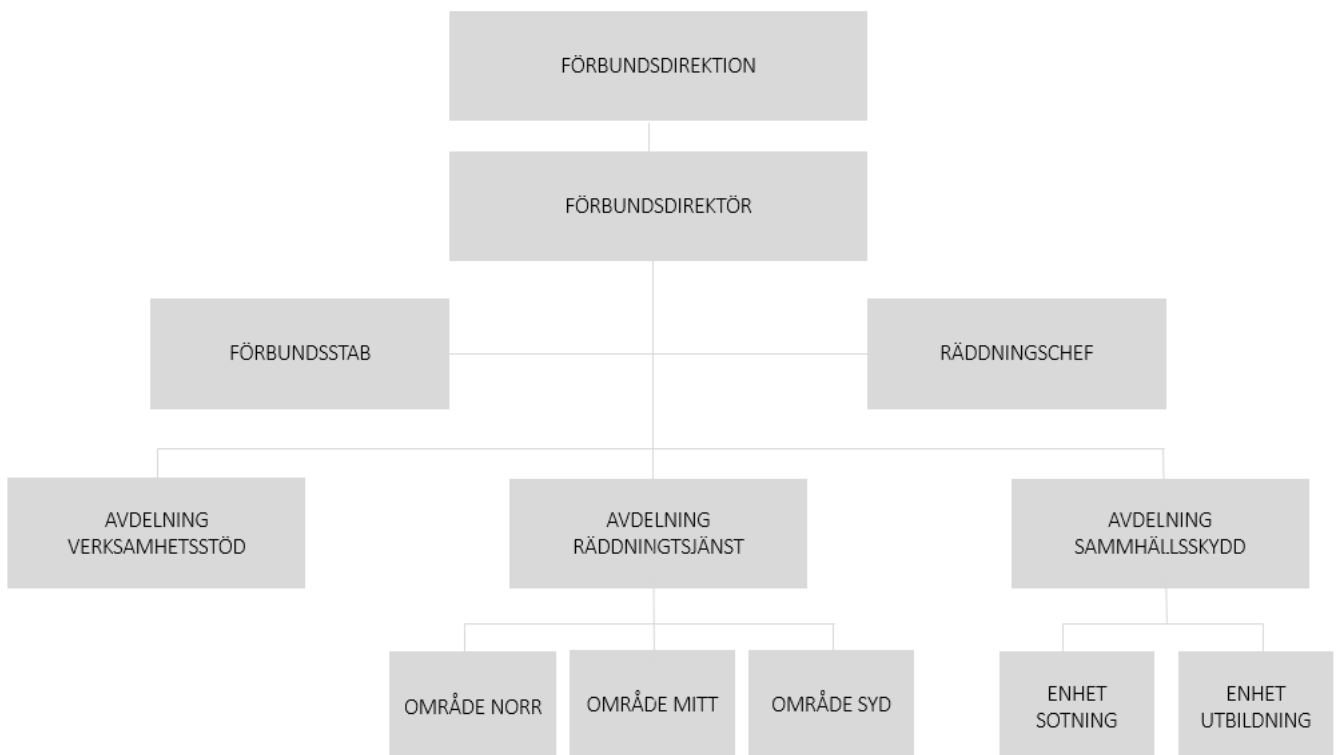 FÖRBUNDSDIREKTION
FÖRBUNDSDIREKTÖR
FÖRBUNDSSTAB
RÄDDNINGSCHEF
AVDELNING
VERKSAMHETSSTÖD
AVDELNING
RÄDDNINGTSJÄNST
AVDELNING
SAMMHÄLLSSKYDD
OMRÅDE NORR
OMRÅDE MITT
OMRÅDE SYD
ENHET
SOTNING
ENHET
UTBILDNING